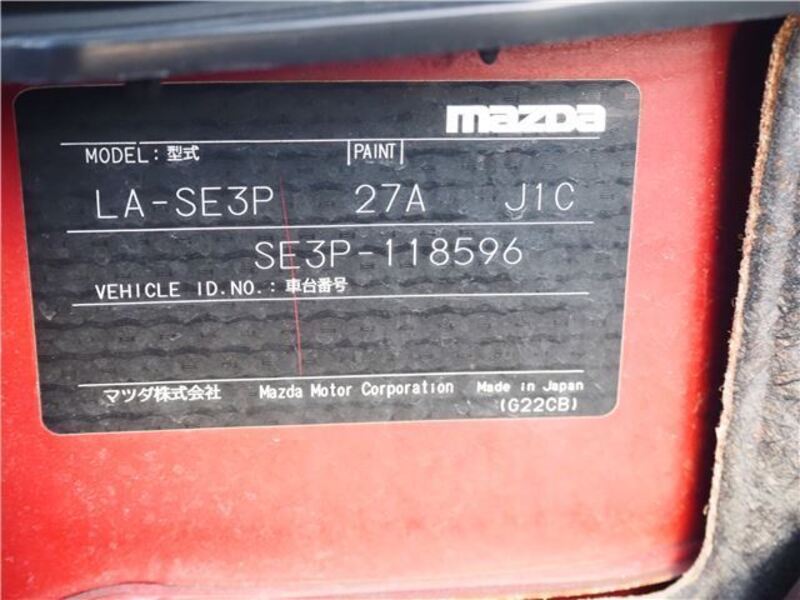 mazda
MODEL: 型式 PAINT
LA-SE3P 27A J1C
SE3P-118596
VEHICLE ID.NO.: 車台番号
マツダ株式会社 Mazda Motor Corporation Made in Japan
(G22CB)